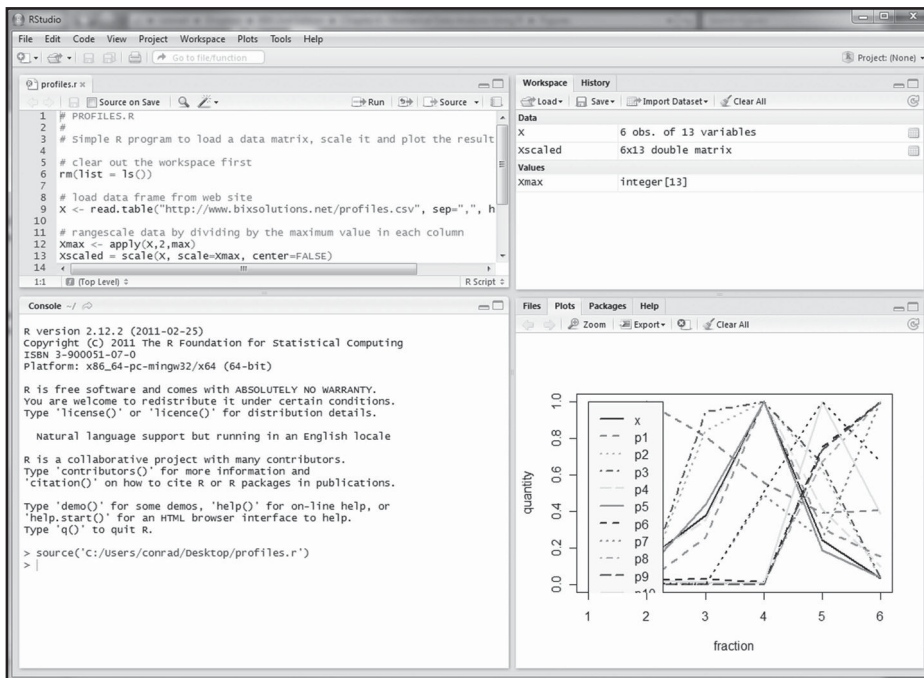 RStudio
File Edit Code View Project Workspace Plots Tools Help
Go to file/function
Project: (None)
profiles.r
Source on Save
Run
Source
1 # PROFILES.R
2 #
3 # Simple R program to load a data matrix, scale it and plot the result
4
5 # clear out the workspace first
6 rm(list = ls())
7
8 # load data frame from web site
9 X <- read.table("http://www.bixsolutions.net/profiles.csv", sep=",", h
10
11 # rangescale data by dividing by the maximum value in each column
12 Xmax <- apply(X,2,max)
13 Xscaled = scale(X, scale=Xmax, center=FALSE)
14
1:1 (Top Level) R Script
Console ~/
R version 2.12.2 (2011-02-25)
Copyright (C) 2011 The R Foundation for Statistical Computing
ISBN 3-900051-07-0
Platform: x86_64-pc-mingw32/x64 (64-bit)
R is free software and comes with ABSOLUTELY NO WARRANTY.
You are welcome to redistribute it under certain conditions.
Type 'license()' or 'licence()' for distribution details.
Natural language support but running in an English locale
R is a collaborative project with many contributors.
Type 'contributors()' for more information and
'citation()' on how to cite R or R packages in publications.
Type 'demo()' for some demos, 'help()' for on-line help, or
'help.start()' for an HTML browser interface to help.
Type 'q()' to quit R.
> source('C:/Users/conrad/Desktop/profiles.r')
>
Workspace History
Load Save Import Dataset Clear All
Data
X 6 obs. of 13 variables
Xscaled 6x13 double matrix
Values
Xmax integer[13]
Files Plots Packages Help
Zoom Export Clear All
quantity
1.0
0.8
0.6
0.4
0.2
0.0
x
p1
p2
p3
p4
p5
p6
p7
p8
p9
p10
1 2 3 4 5 6
fraction